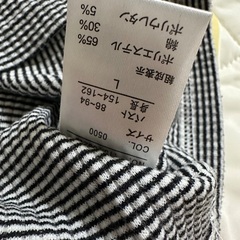 COL. 0500
サイズ
バスト 86-94
身長 154-162
L
組成表示
ポリエステル 65%
綿 30%
ポリウレタン 5%